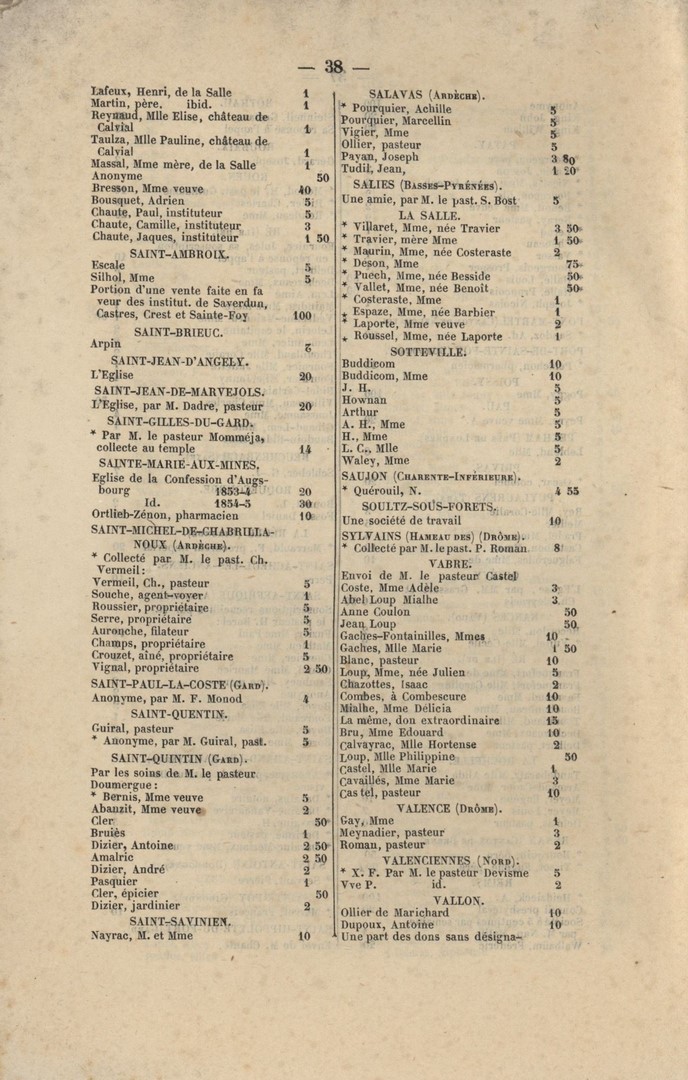 — 38 —
Lafeux, Henri, de la Salle 1
Martin, père. ibid. 1
Reynaud, Mlle Elise, château de
Calvial 1
Taulza, Mlle Pauline, château de
Calvial 1
Massal, Mme mère, de la Salle 1
Anonyme 50
Bresson, Mme veuve 40
Bousquet, Adrien 5
Chaute, Paul, instituteur 5
Chaute, Camille, instituteur 3
Chaute, Jaques, instituteur 1 50
SAINT-AMBROIX.
Escale 5
Silhol, Mme 5
Portion d'une vente faite en fa
veur des institut. de Saverdun,
Castres, Crest et Sainte-Foy 100
SAINT-BRIEUC.
Arpin
SAINT-JEAN-D'ANGELY.
L'Eglise 20
SAINT-JEAN-DE-MARVEJOLS.
L'Eglise, par M. Dadre, pasteur 20
SAINT-GILLES-DU-GARD.
* Par M. le pasteur Momméja,
collecte au temple 14
SAINTE-MARIE-AUX-MINES.
Eglise de la Confession d'Augs-
bourg 1853-4 20
Id. 1854-5 30
Ortlieb-Zénon, pharmacien 10
SAINT-MICHEL-DE-CHABRILLA-
NOUX (ARDÈCHE).
* Collecté par M. le past. Ch.
Vermeil:
Vermeil, Ch., pasteur 5
Souche, agent-voyer 1
Roussier, propriétaire 5
Serre, propriétaire 5
Auronche, filateur 5
Champs, propriétaire 1
Crouzet, aîné, propriétaire 5
Vignal, propriétaire 2 50
SAINT-PAUL-LA-COSTE (GARD).
Anonyme, par M. F. Monod 4
SAINT-QUENTIN.
Guiral, pasteur 5
* Anonyme, par M. Guiral, past. 5
SAINT-QUINTIN (GARD).
Par les soins de M. le pasteur
Doumergue:
* Bernis, Mme veuve 5
Abauzit, Mme veuve 2
Cler 50
Bruiès 1
Dizier, Antoine 2 50
Amalric 2 50
Dizier, André 2
Pasquier 1
Cler, épicier 50
Dizier, jardinier 2
SAINT-SAVINIEN.
Nayrac, M. et Mme 10
SALAVAS (ARDÈCHE).
* Pourquier, Achille 5
Pourquier, Marcellin 5
Vigier, Mme 5
Ollier, pasteur 5
Payan, Joseph 3 80
Tudil, Jean, 1 20
SALIES (BASSES-PYRÉNÉES).
Une amie, par M. le past. S. Bost 5
LA SALLE.
* Villaret, Mme, née Travier 3 50
* Travier, mère Mme 1 50
* Maurin, Mme, née Costeraste 2
* Deson, Mme 75
* Puech, Mme, née Besside 50
* Vallet, Mme, née Benoît 50
* Costeraste, Mme 1
* Espaze, Mme, née Barbier 1
* Laporte, Mme veuve 2
* Roussel, Mme, née Laporte 1
SOTTEVILLE.
Buddicom 10
Buddicom, Mme 10
J. H. 5
Hownan 5
Arthur 5
A. H., Mme 5
H., Mme 5
L. C., Mlle 5
Waley, Mme 2
SAUJON (CHARENTE-INFÉRIEURE).
* Quérouil, N. 4 55
SOULTZ-SOUS-FORETS.
Une société de travail 10
SYLVAINS (HAMEAU DES) (DRÔME).
* Collecté par M. le past. P. Roman. 8
VABRE.
Envoi de M. le pasteur Castel
Coste, Mme Adèle 3
Abel Loup Mialhe 3
Anne Coulon 50
Jean Loup 50
Gaches-Fontainilles, Mmes 10
Gaches, Mlle Marie 1 50
Blanc, pasteur 10
Loup, Mme, née Julien 5
Chazottes, Isaac 2
Combes, à Combescure 10
Mialhe, Mme Délicia 10
La même, don extraordinaire 15
Bru, Mme Edouard 10
Calvayrac, Mlle Hortense 2
Loup, Mlle Philippine 50
Castel, Mlle Marie 1
Cavaillés, Mme Marie 3
Cas tel, pasteur 10
VALENCE (DRÔME).
Gay, Mme 1
Meynadier, pasteur 3
Roman, pasteur 2
VALENCIENNES (NORD).
* X. F. Par M. le pasteur Devisme 5
Vve P. id. 2
VALLON.
Ollier de Marichard 10
Dupoux, Antoine 10
Une part des dons sans désigna-